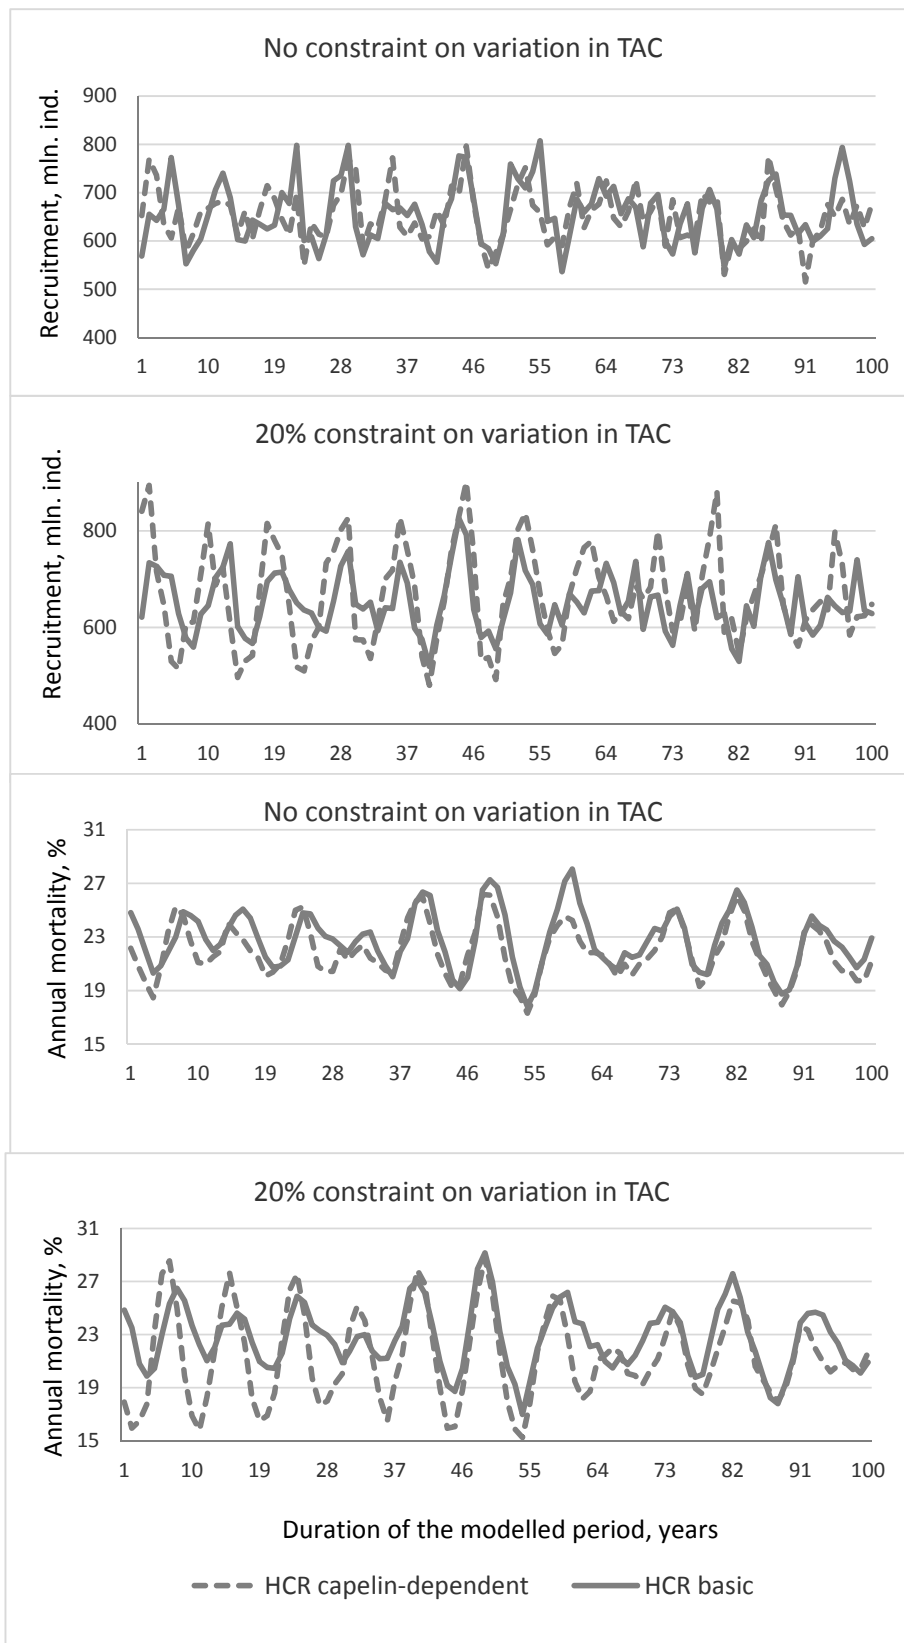 No constraint on variation in TAC
Recruitment, mln. ind.
900
800
700
600
500
400
1 10 19 28 37 46 55 64 73 82 91 100
20% constraint on variation in TAC
Recruitment, mln. ind.
800
600
400
1 10 19 28 37 46 55 64 73 82 91 100
No constraint on variation in TAC
Annual mortality, %
31
27
23
19
15
1 10 19 28 37 46 55 64 73 82 91 100
20% constraint on variation in TAC
Annual mortality, %
31
27
23
19
15
1 10 19 28 37 46 55 64 73 82 91 100
Duration of the modelled period, years
HCR capelin-dependent HCR basic